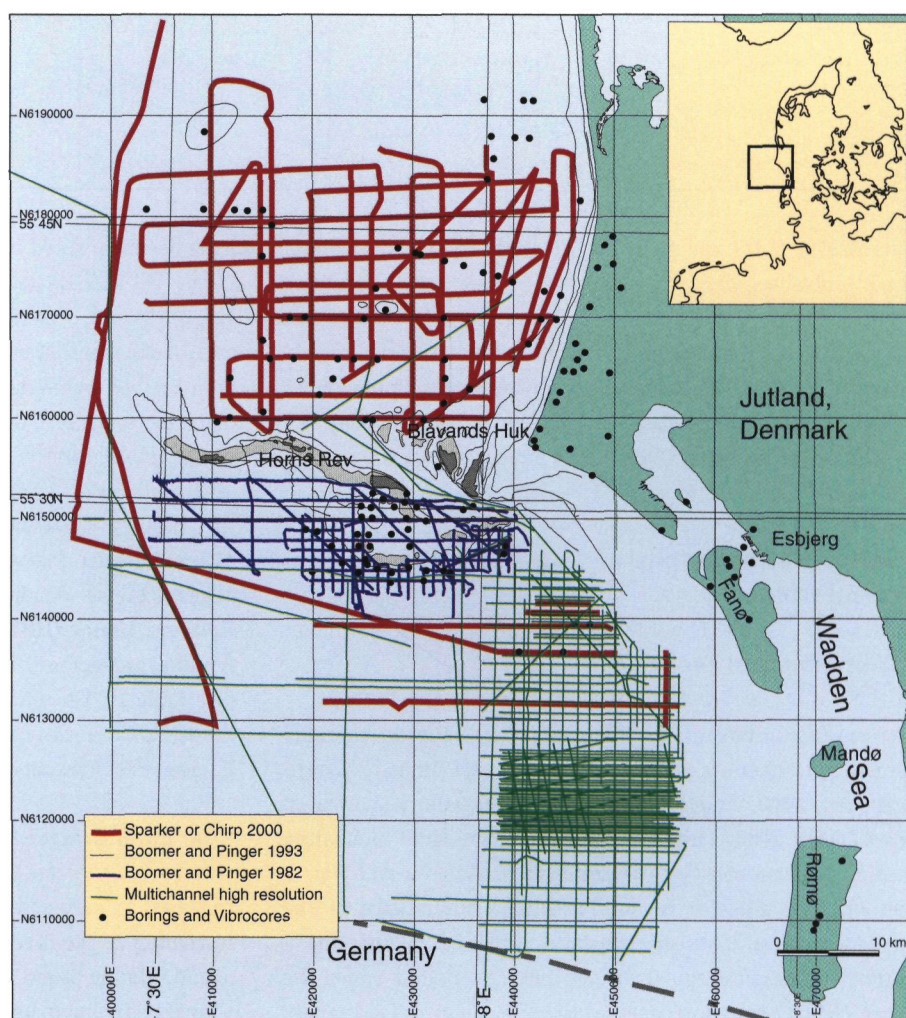 N6190000
N6180000
55 45N
N6170000
N6160000
Jutland,
Denmark
Blåvands Huk
Horns Rev
55°30N
N6150000
Esbjerg
Fanø
N6140000
Wadden
Sea
N6130000
Mandø
N6120000
Sparker or Chirp 2000
Boomer and Pinger 1993
Boomer and Pinger 1982
Multichannel high resolution
Borings and Vibrocores
Rømø
N6110000
Germany
0 10 km
400000E
7° 30 E
E410000
E420000
E430000
8° E
E440000
E450000
E460000
8°30'E
E470000